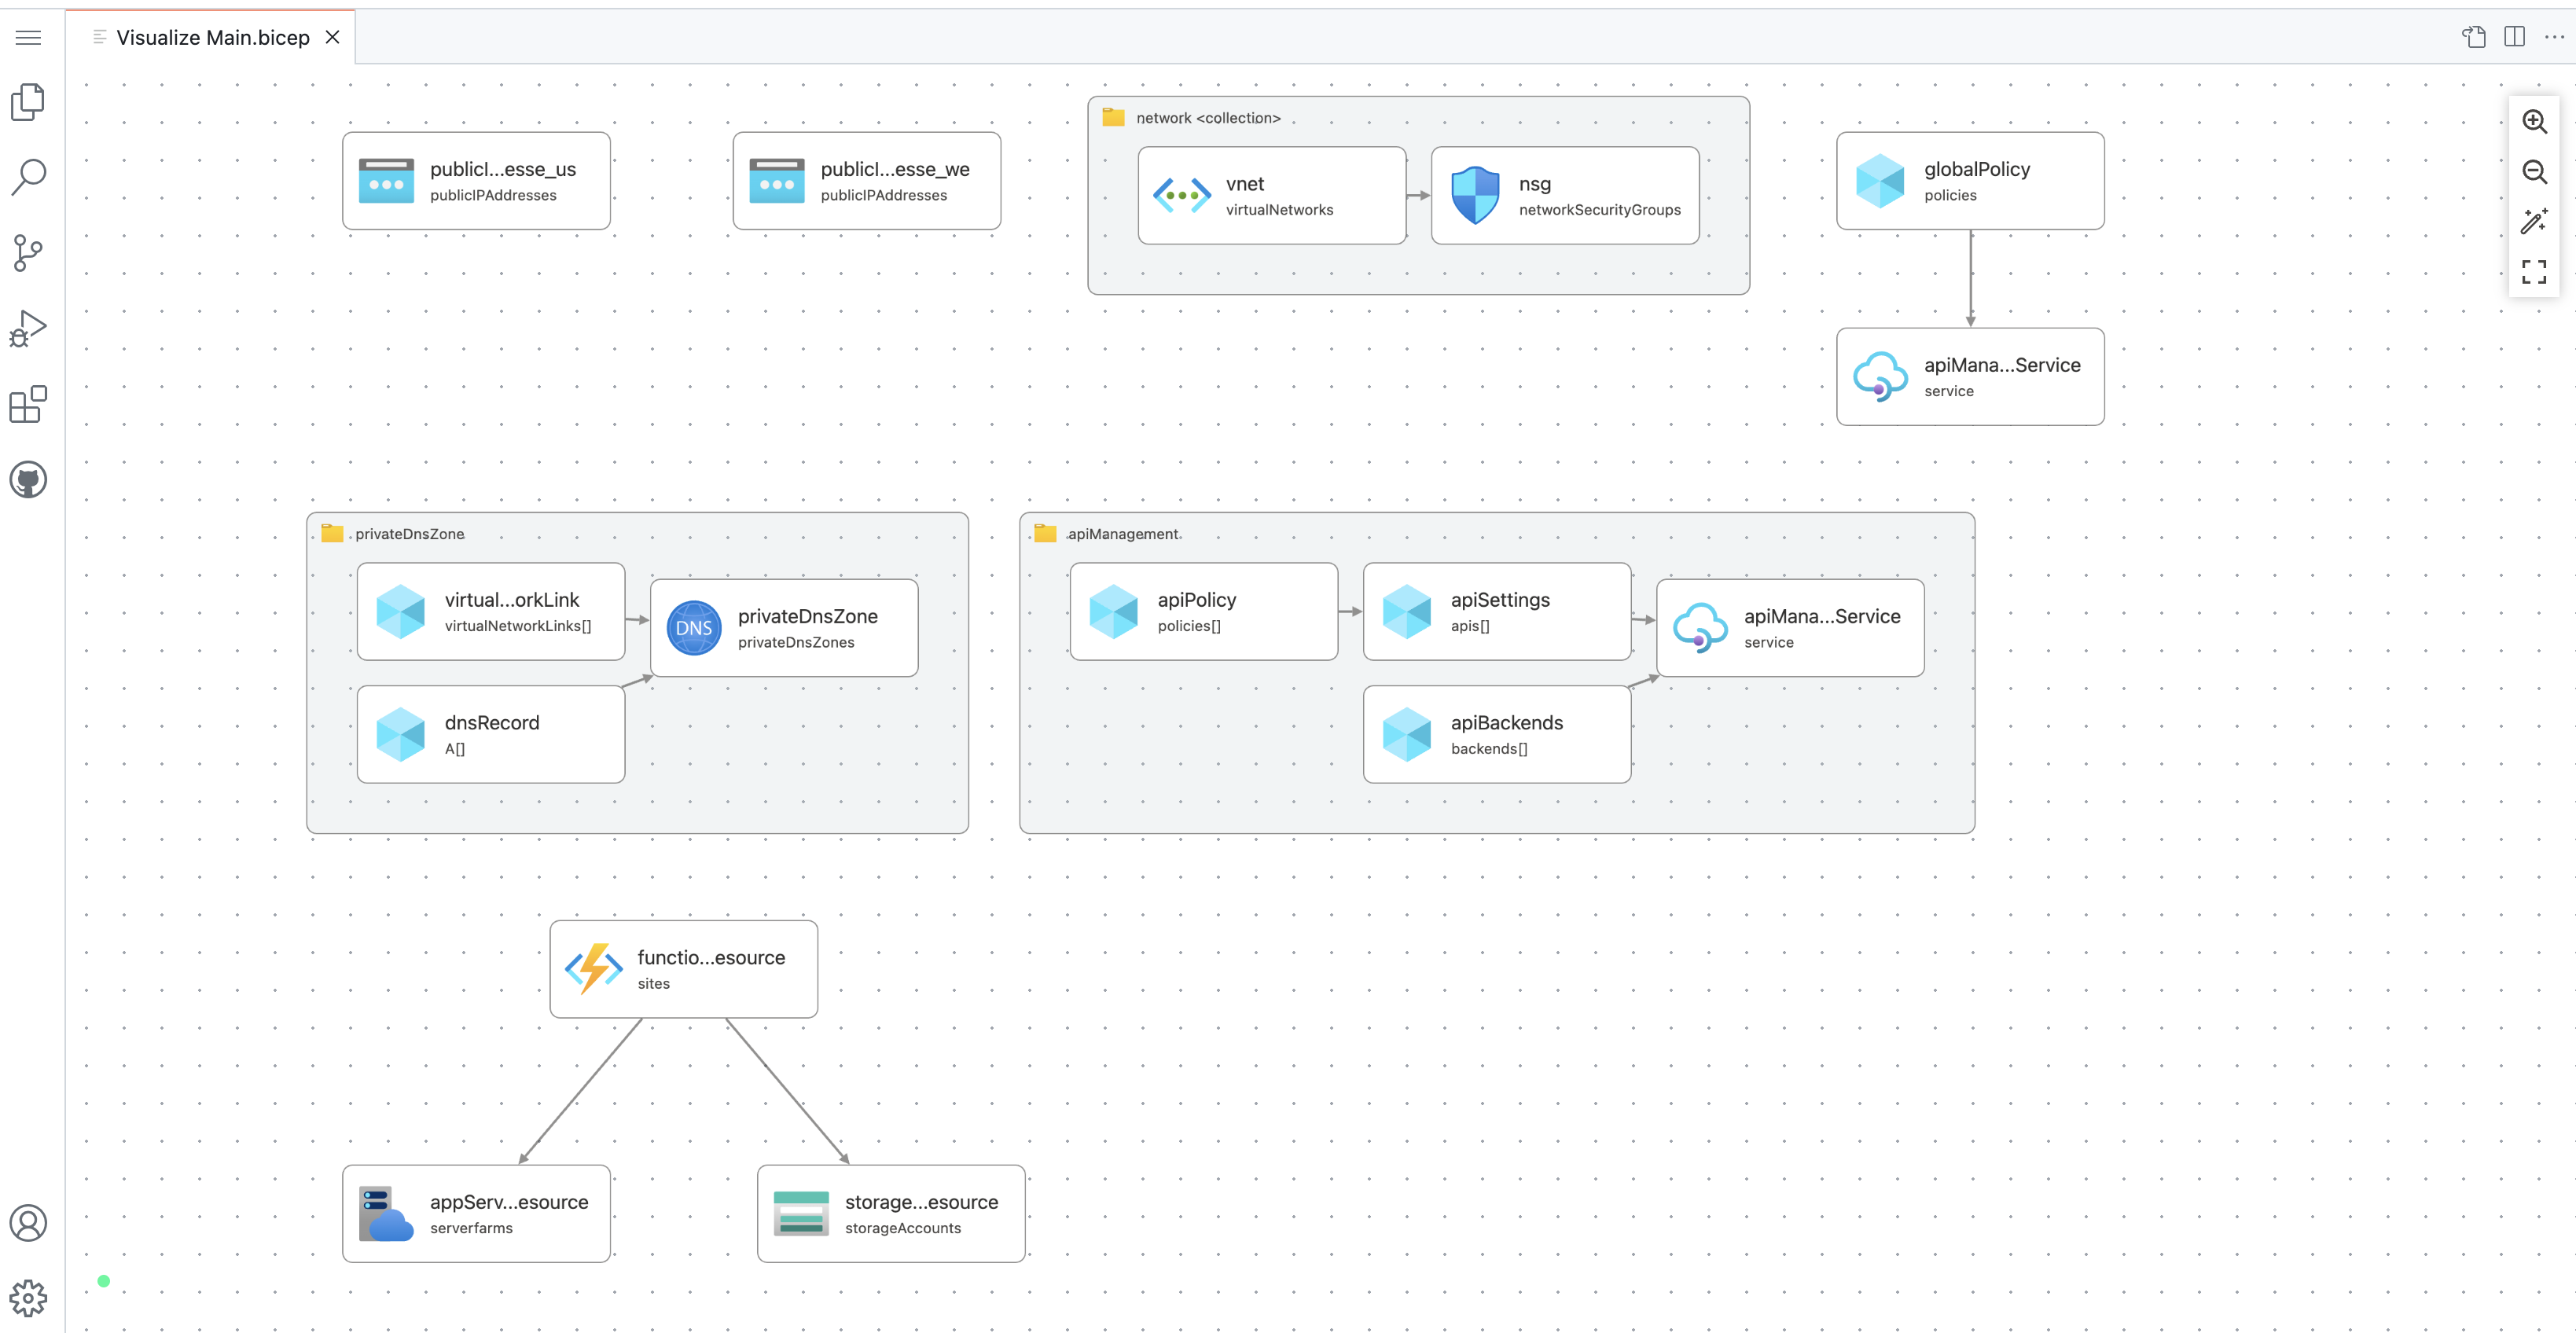 Visualize Main.bicep
publicI...esse_us
publicIPAddresses
publicI...esse_we
publicIPAddresses
network <collection>
vnet
virtualNetworks
nsg
networkSecurityGroups
globalPolicy
policies
apiMana...Service
service
privateDnsZone
virtual...orkLink
virtualNetworkLinks[]
DNS
privateDnsZone
privateDnsZones
dnsRecord
A[]
apiManagement
apiPolicy
policies[]
apiSettings
apis[]
apiMana...Service
service
apiBackends
backends[]
functio...esource
sites
appServ...esource
serverfarms
storage...esource
storageAccounts